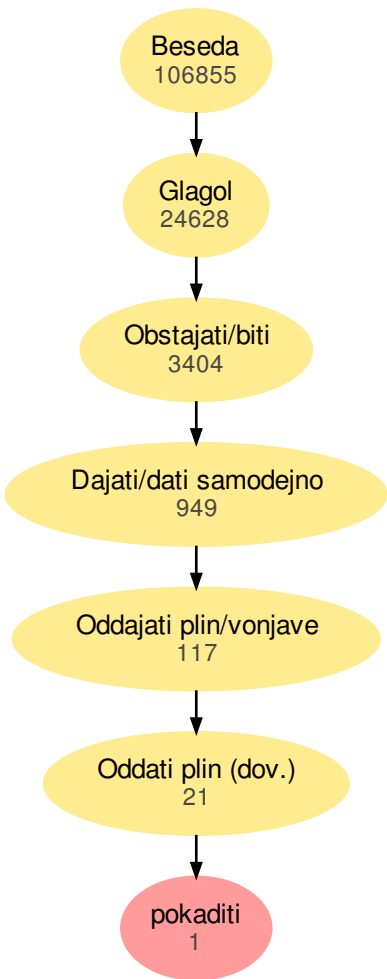 Beseda
106855
Glagol
24628
Obstajati/biti
3404
Dajati/dati samodejno
949
Oddajati plin/vonjave
117
Oddati plin (dov.)
21
pokaditi
1